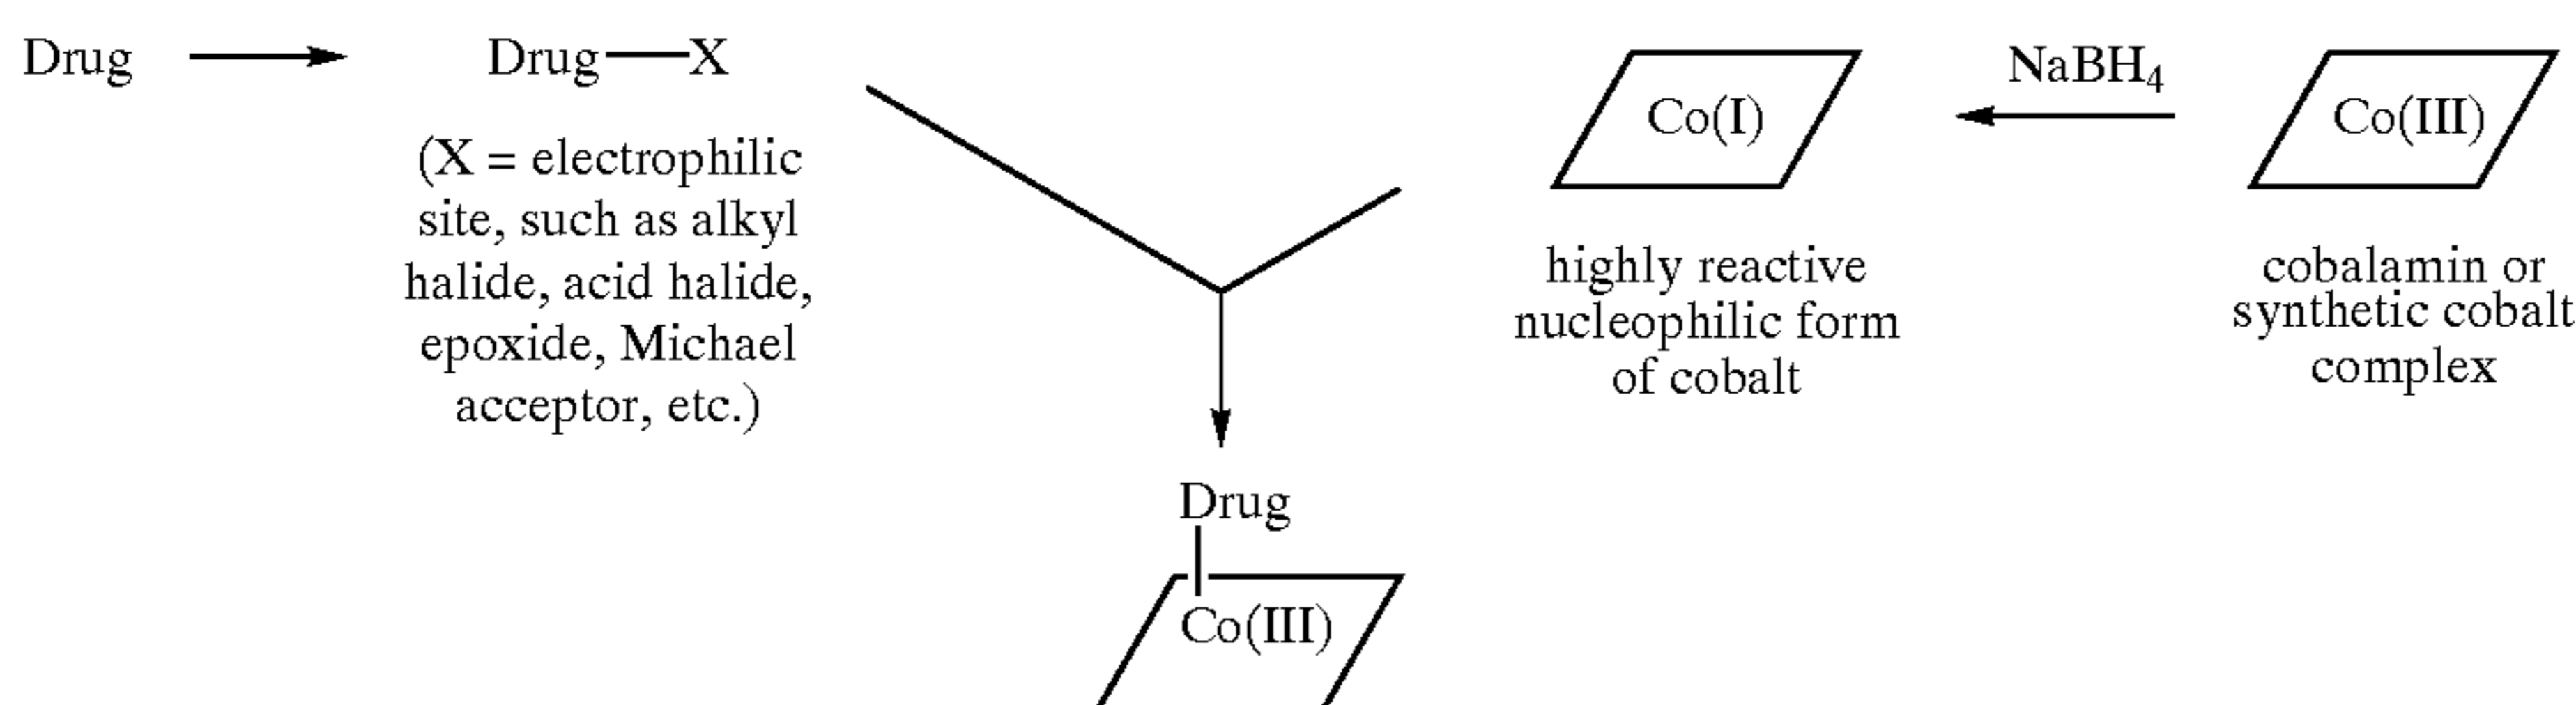 Drug
Drug—X
(X = electrophilic
site, such as alkyl
halide, acid halide,
epoxide, Michael
acceptor, etc.)
Co(I)
highly reactive
nucleophilic form
of cobalt
NaBH4
Co(III)
cobalamin or
synthetic cobalt
complex
Drug
Co(III)